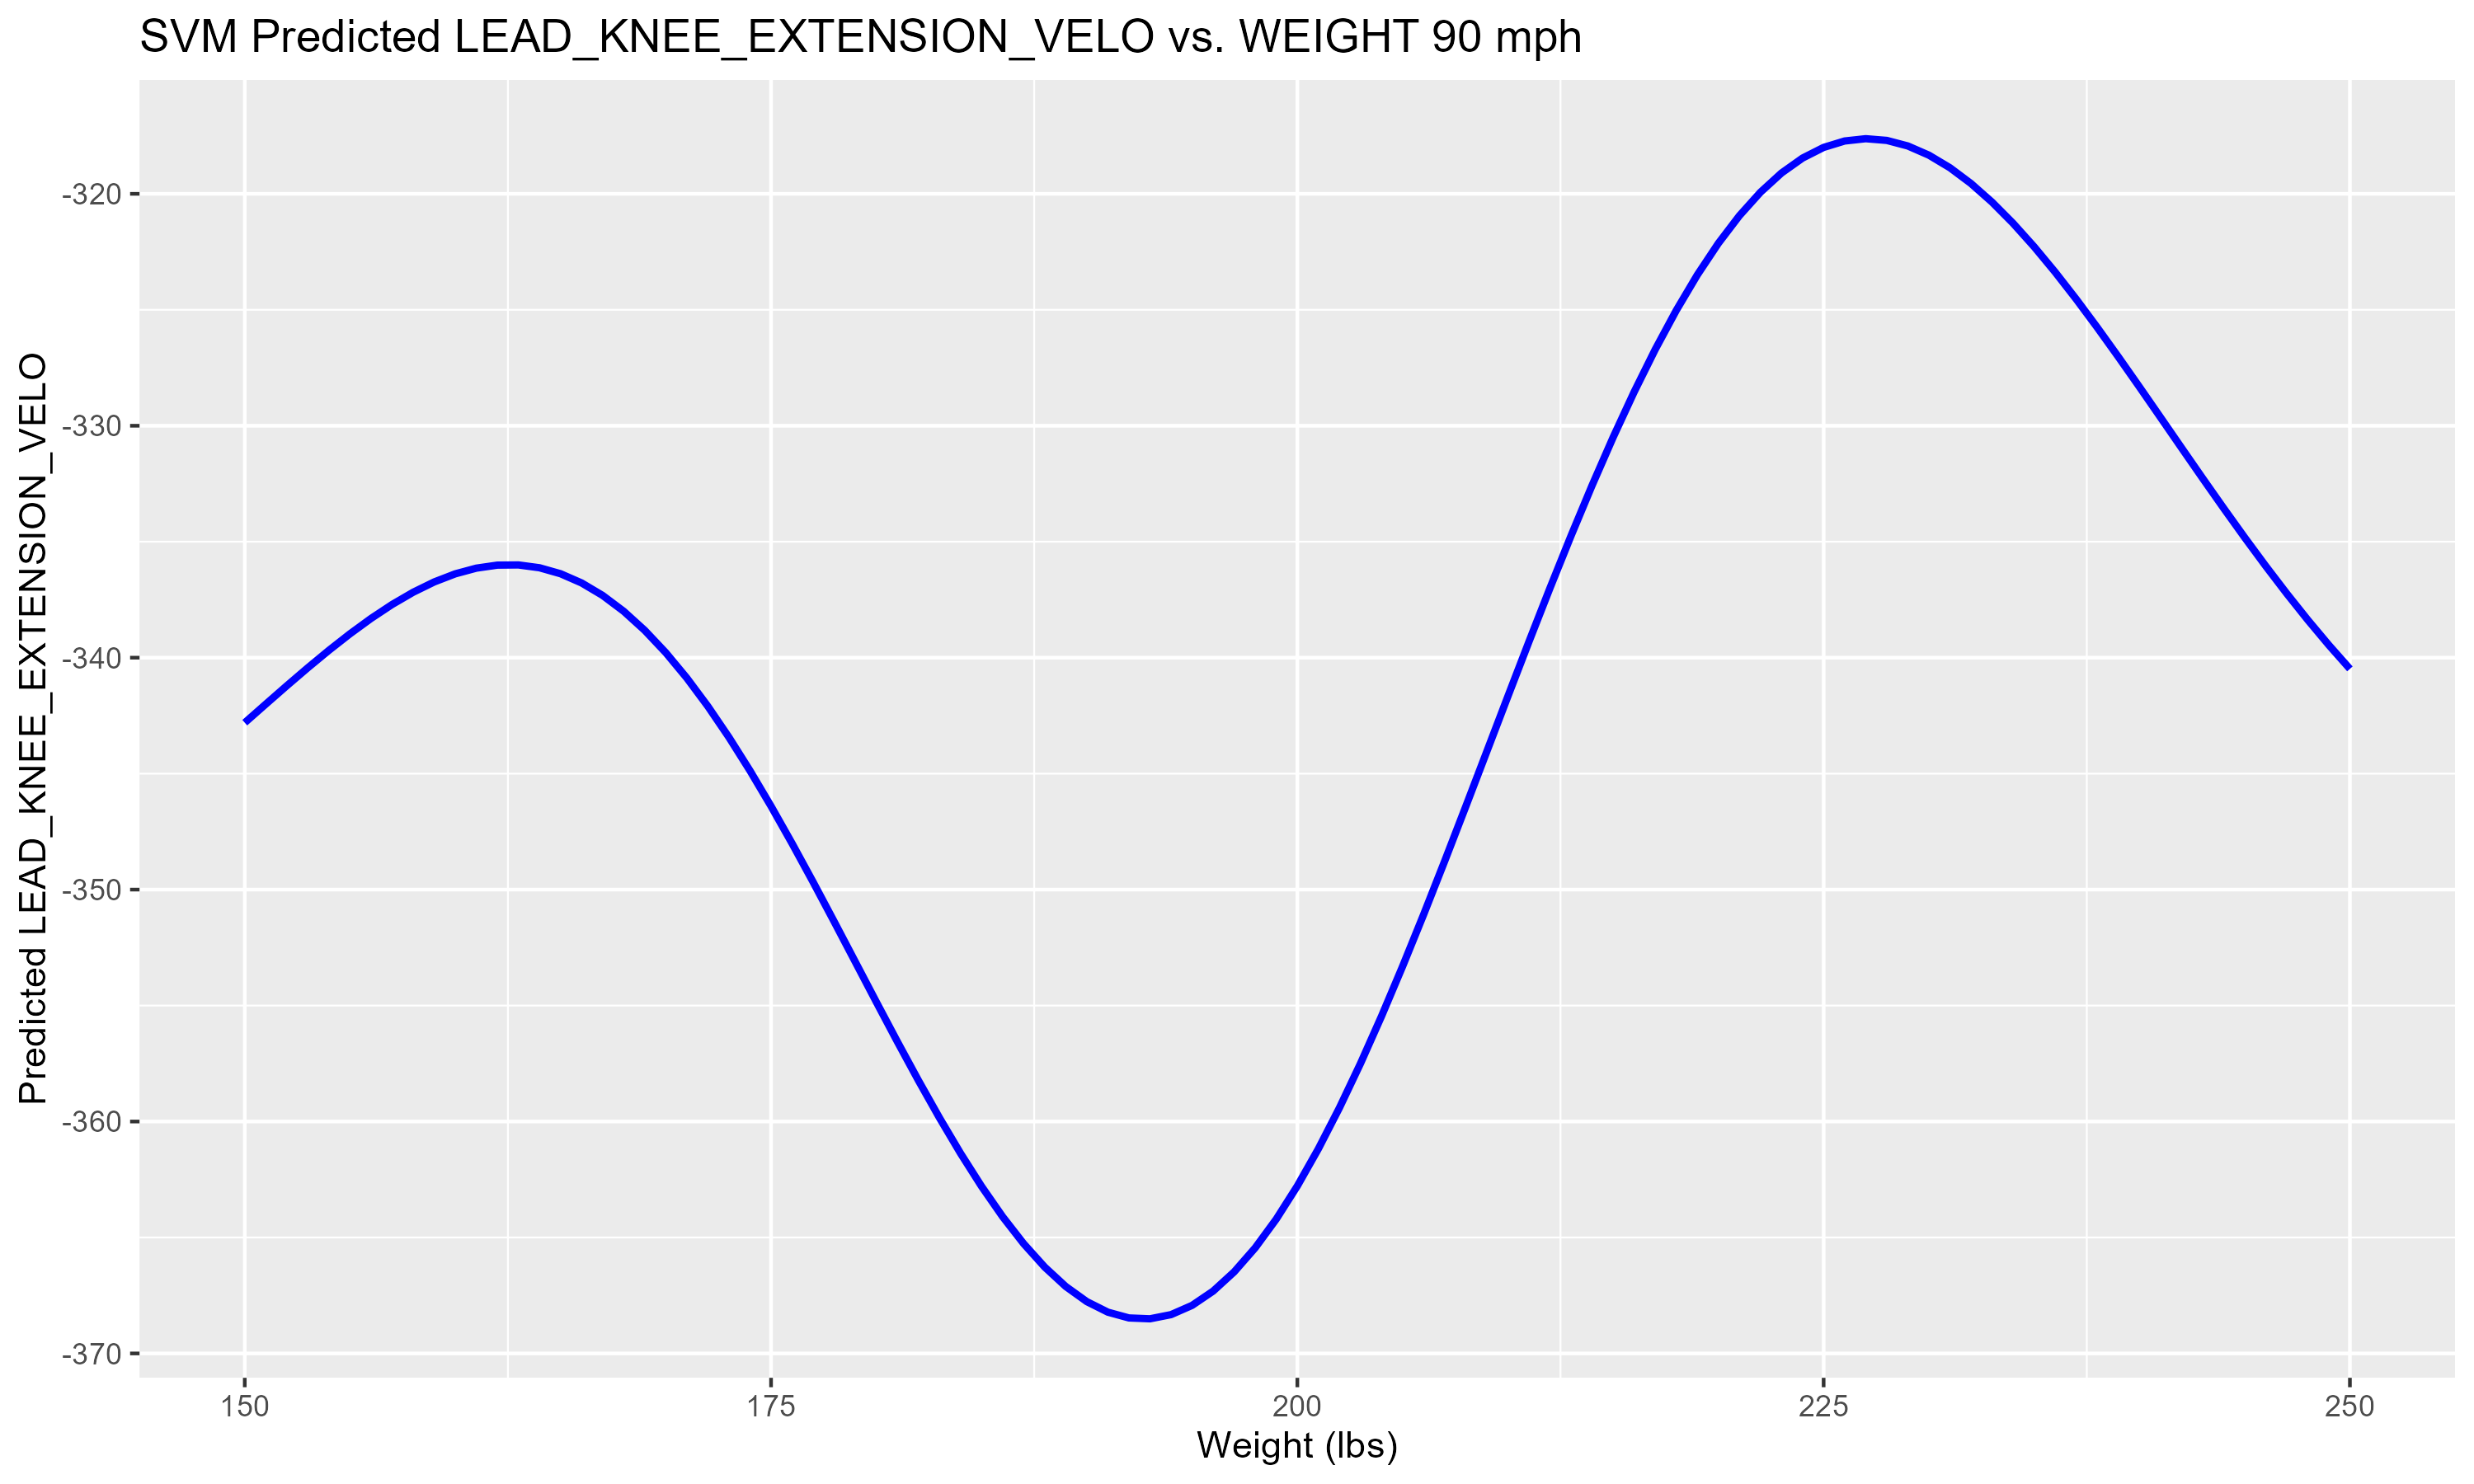 SVM Predicted LEAD_KNEE_EXTENSION_VELO vs. WEIGHT 90 mph
Predicted LEAD_KNEE_EXTENSION_VELO
-320
-330
-340
-350
-360
-370
150 175 200 225 250
Weight (lbs)